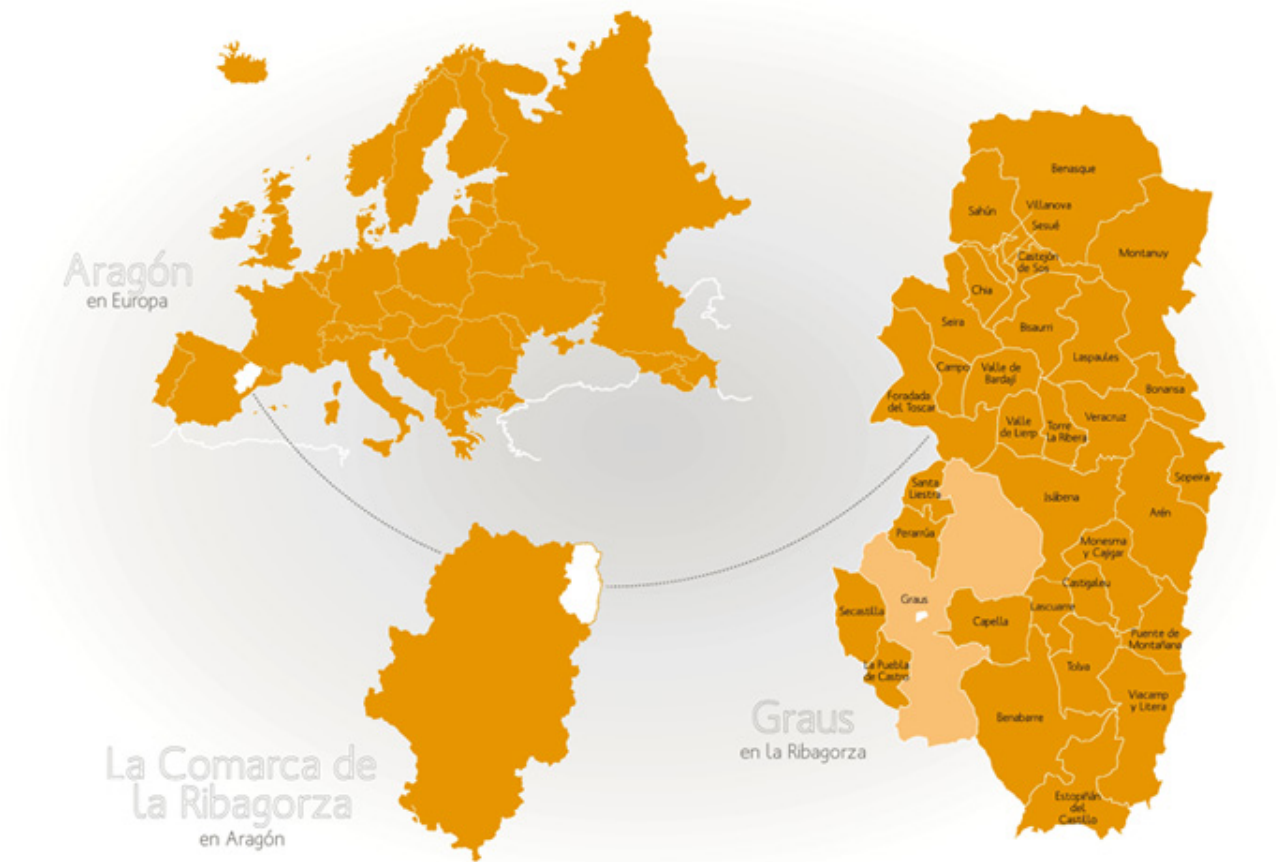 Aragón
en Europa
La Comarca de
la Ribagorza
en Aragón
Graus
en la Ribagorza
Benasque
Sahún
Villanova
Sesué
Castejón
de Sos
Montanuy
Chia
Seira
Bisaurri
Laspaules
Campo
Valle de
Bardají
Bonansa
Foradada
del Toscar
Valle
de Lierp
Torre
la Ribera
Veracruz
Santa
Liestra
Isábena
Sopeira
Arén
Perarrúa
Monesma
y Cajigar
Castigaleu
Graus
Secastilla
Capella
Lascuarre
Puente de
Montañana
La Puebla
de Castro
Tolva
Viacamp
y Litera
Benabarre
Estopiñán
del
Castillo